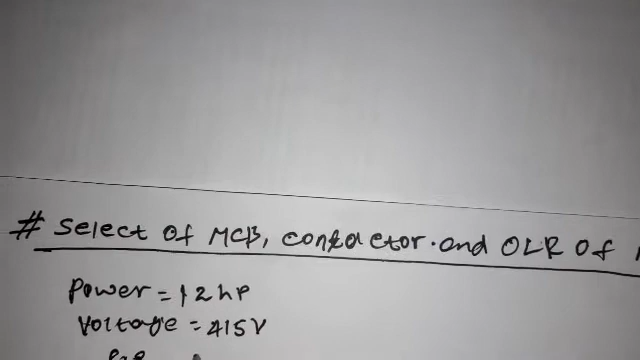 # Select of MCB, contactor. and OLR of
Power = 12 hp
Voltage = 415V